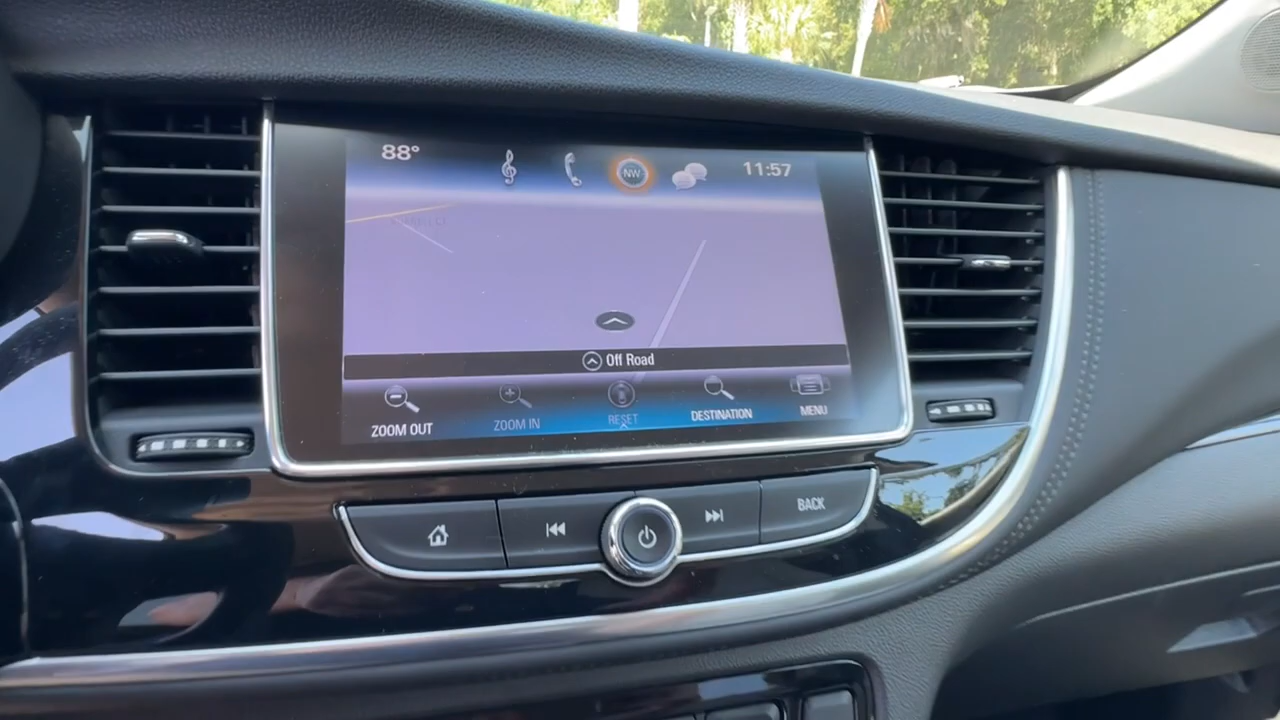 88° NW 11:57
Off Road
ZOOM OUT ZOOM IN RESET DESTINATION MENU
BACK